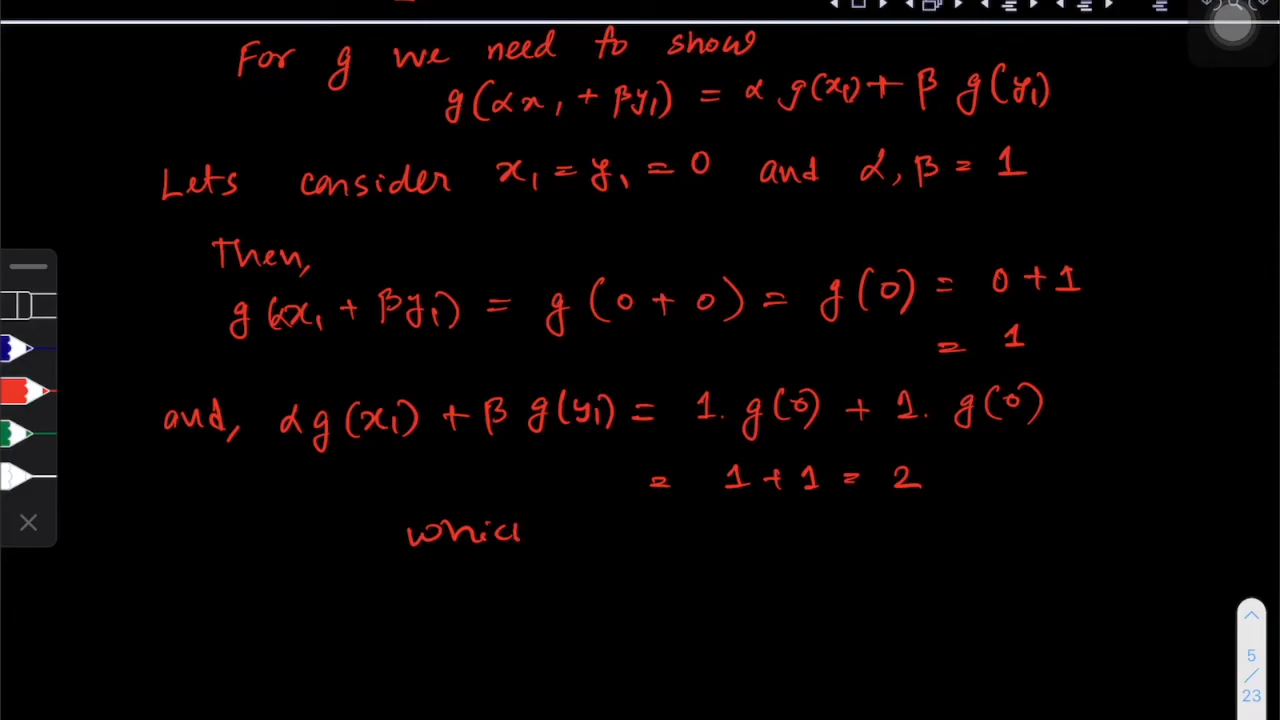 For g we need to show
g(αx₁ + βy₁) = α g(x₁) + β g(y₁)
Lets consider x₁ = y₁ = 0 and α, β = 1
Then,
g(αx₁ + βy₁) = g(0 + 0) = g(0) = 0 + 1
= 1
and, αg(x₁) + β g(y₁) = 1. g(0) + 1. g(0)
= 1 + 1 = 2
whic
5
/
23